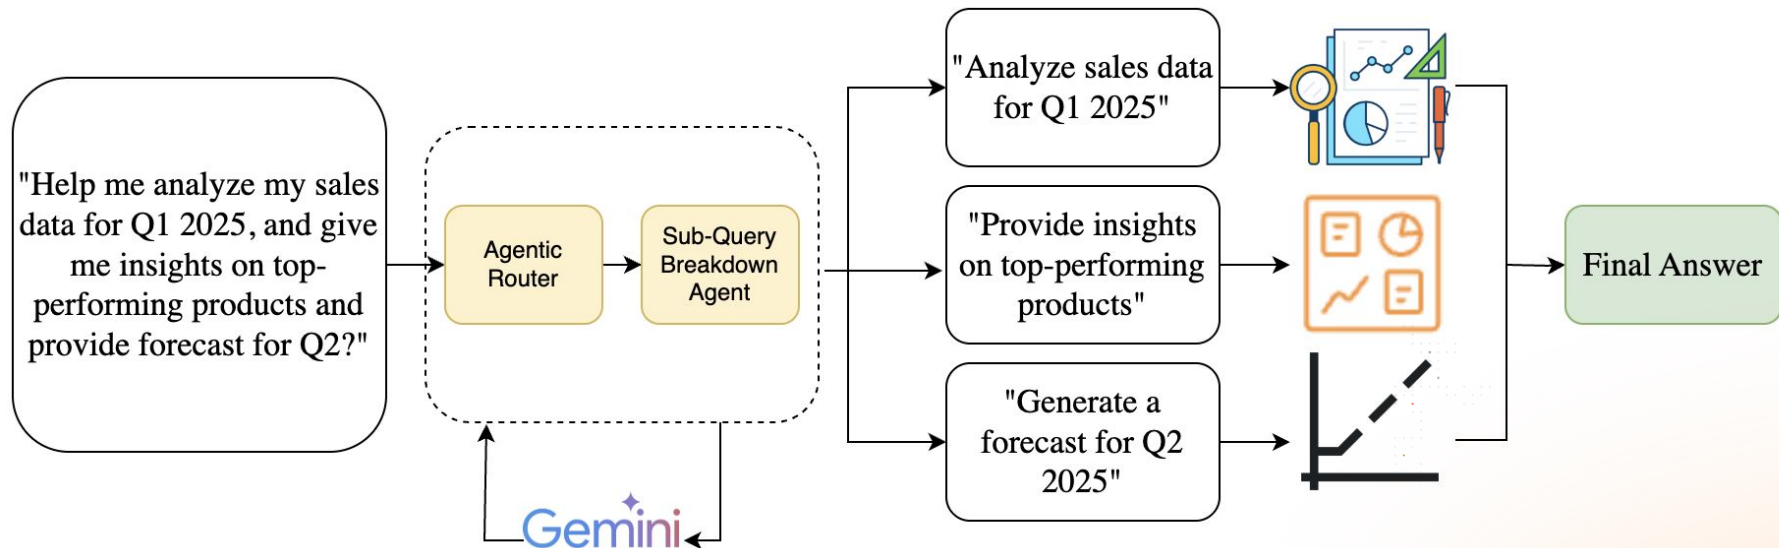 "Help me analyze my sales
data for Q1 2025, and give
me insights on top-
performing products and
provide forecast for Q2?"
Agentic
Router
Sub-Query
Breakdown
Agent
Gemini
"Analyze sales data
for Q1 2025"
"Provide insights
on top-performing
products"
"Generate a
forecast for Q2
2025"
Final Answer